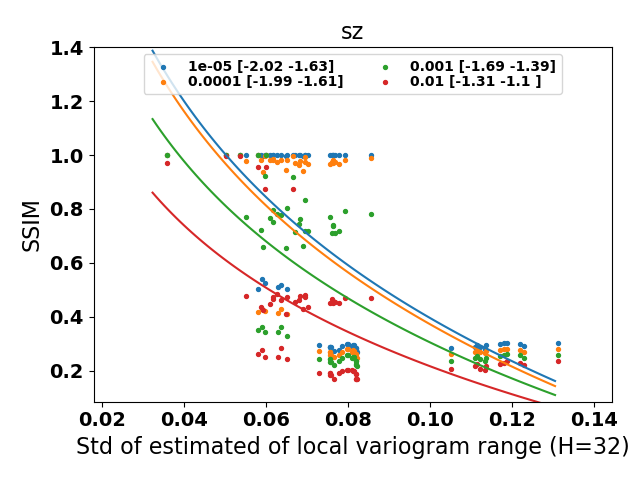 sz
1e-05 [-2.02 -1.63]
0.0001 [-1.99 -1.61]
0.001 [-1.69 -1.39]
0.01 [-1.31 -1.1 ]
SSIM
1.4
1.2
1.0
0.8
0.6
0.4
0.2
0.02 0.04 0.06 0.08 0.10 0.12 0.14
Std of estimated of local variogram range (H=32)